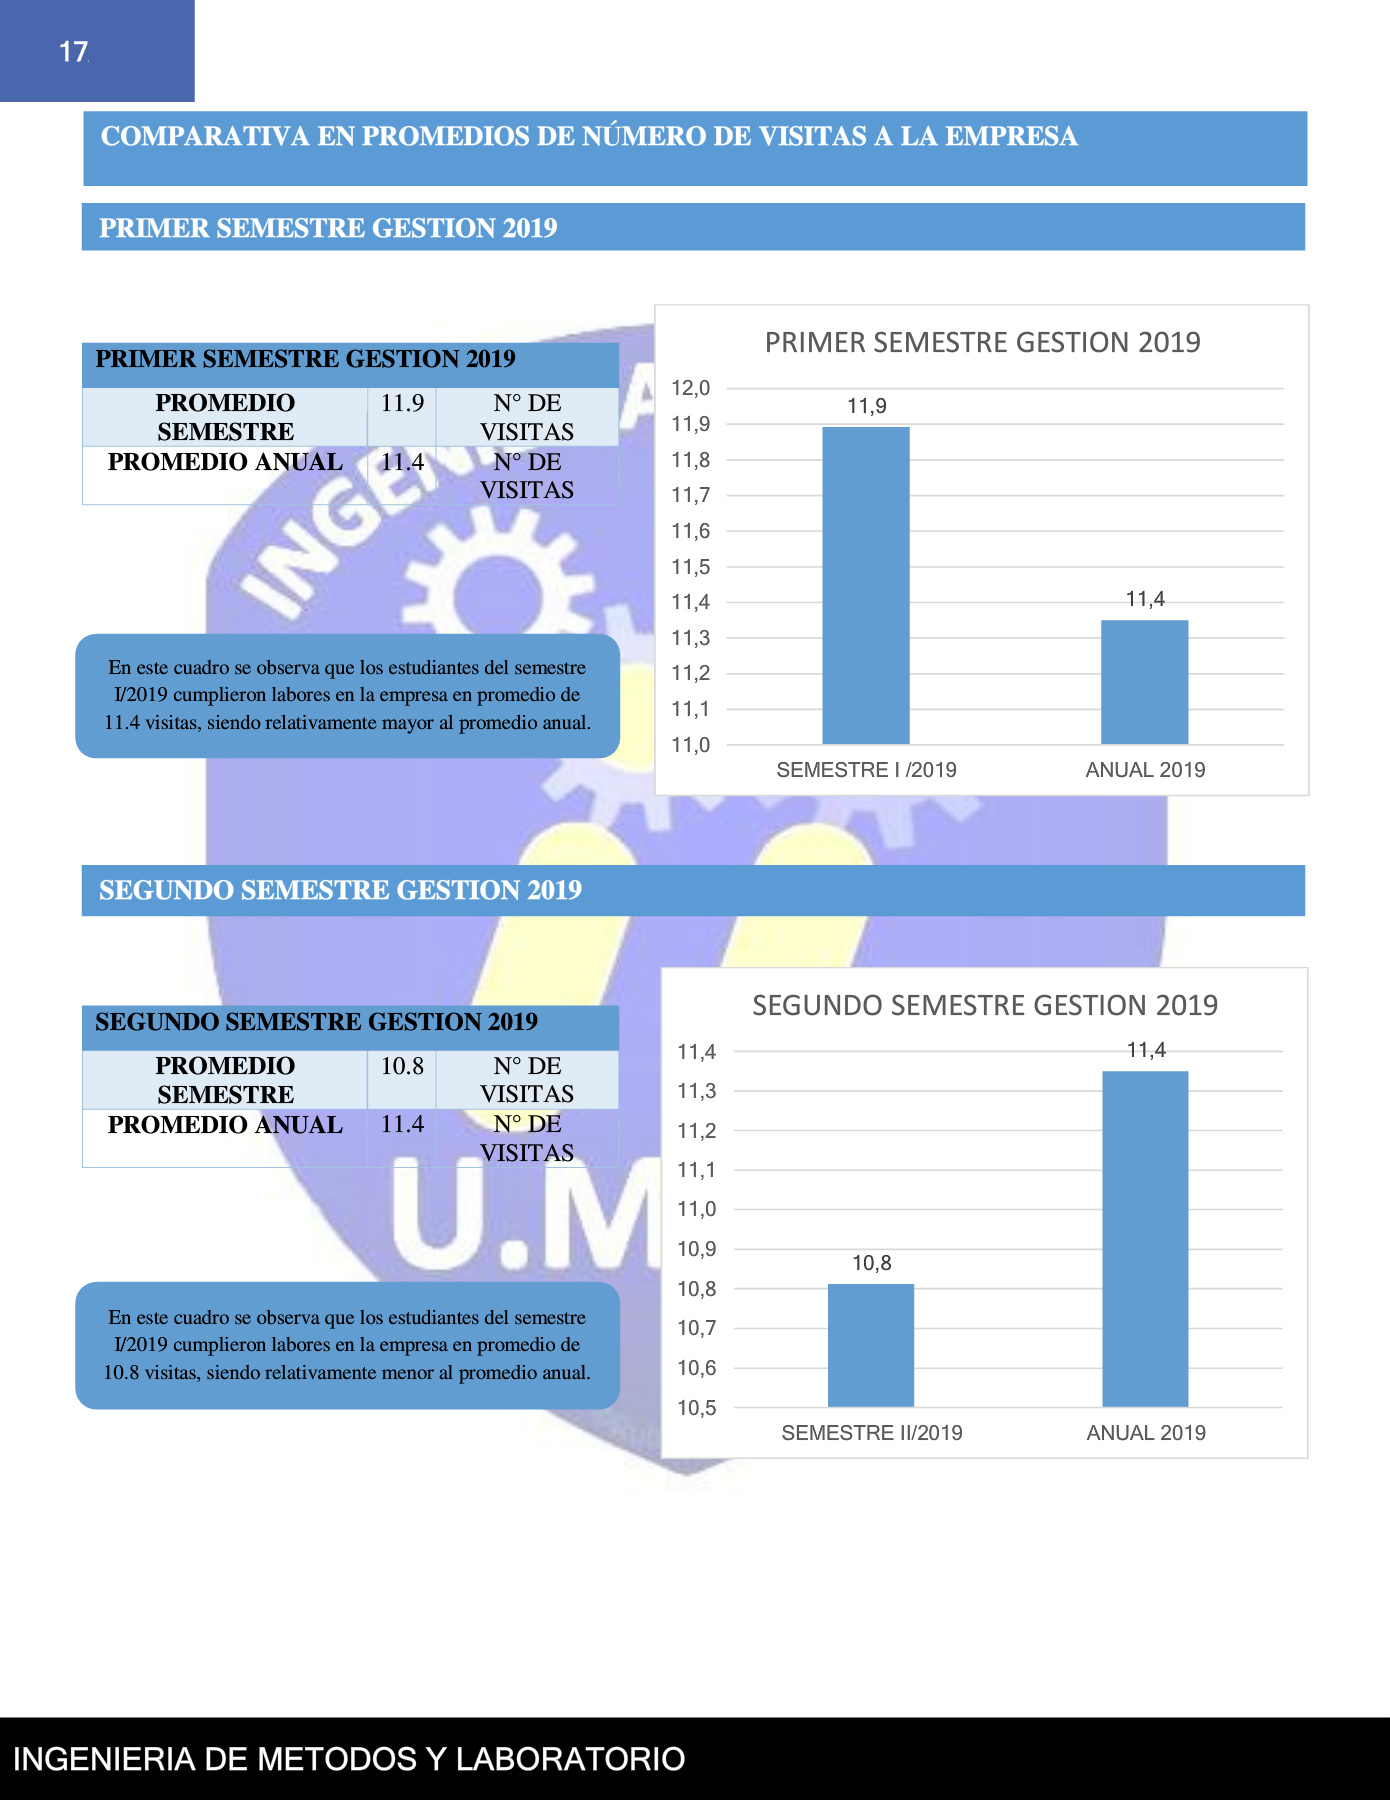 17
COMPARATIVA EN PROMEDIOS DE NÚMERO DE VISITAS A LA EMPRESA
PRIMER SEMESTRE GESTION 2019
PRIMER SEMESTRE GESTION 2019
PROMEDIO SEMESTRE 11.9 N° DE VISITAS
PROMEDIO ANUAL 11.4 N° DE VISITAS
En este cuadro se observa que los estudiantes del semestre
I/2019 cumplieron labores en la empresa en promedio de
11.4 visitas, siendo relativamente mayor al promedio anual.
PRIMER SEMESTRE GESTION 2019
12,0
11,9
11,8
11,7
11,6
11,5
11,4
11,3
11,2
11,1
11,0
11,9
11,4
SEMESTRE I /2019
ANUAL 2019
SEGUNDO SEMESTRE GESTION 2019
SEGUNDO SEMESTRE GESTION 2019
PROMEDIO SEMESTRE 10.8 N° DE VISITAS
PROMEDIO ANUAL 11.4 N° DE VISITAS
En este cuadro se observa que los estudiantes del semestre
I/2019 cumplieron labores en la empresa en promedio de
10.8 visitas, siendo relativamente menor al promedio anual.
SEGUNDO SEMESTRE GESTION 2019
11,4
11,3
11,2
11,1
11,0
10,9
10,8
10,7
10,6
10,5
10,8
11,4
SEMESTRE II/2019
ANUAL 2019
U.M
INGENIERIA DE METODOS Y LABORATORIO